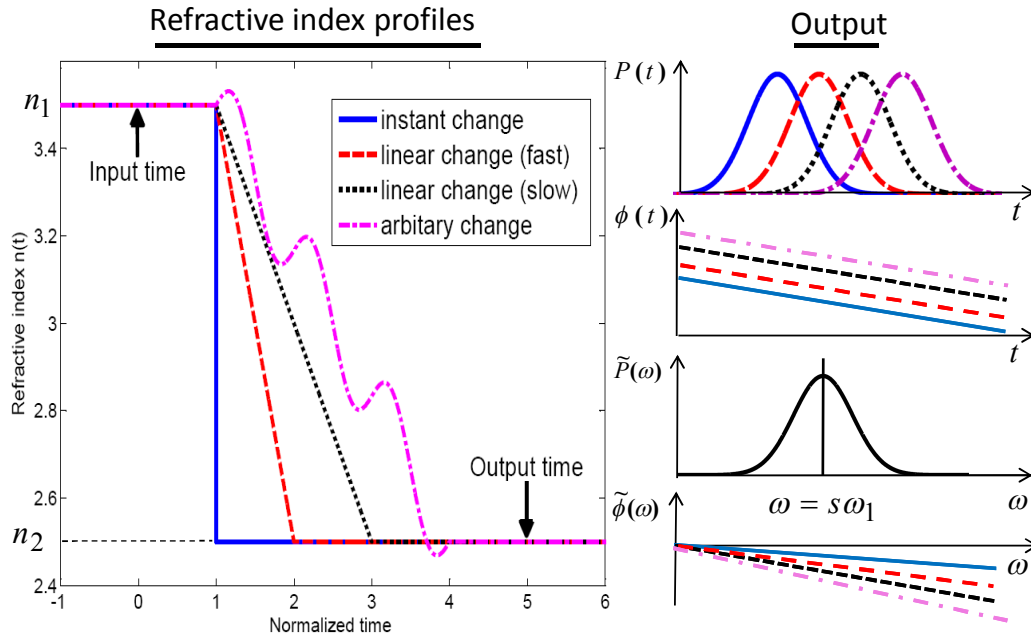 Refractive index profiles
n₁
3.4
3.2
3
2.8
2.6
n₂
2.4
-1
0
1
2
3
4
5
6
Refractive index n(t)
Normalized time
Input time
Output time
instant change
linear change (fast)
linear change (slow)
arbitary change
Output
P(t)
t
ϕ(t)
t
P̃(ω)
ω
ω = sω₁
ϕ̃(ω)
ω